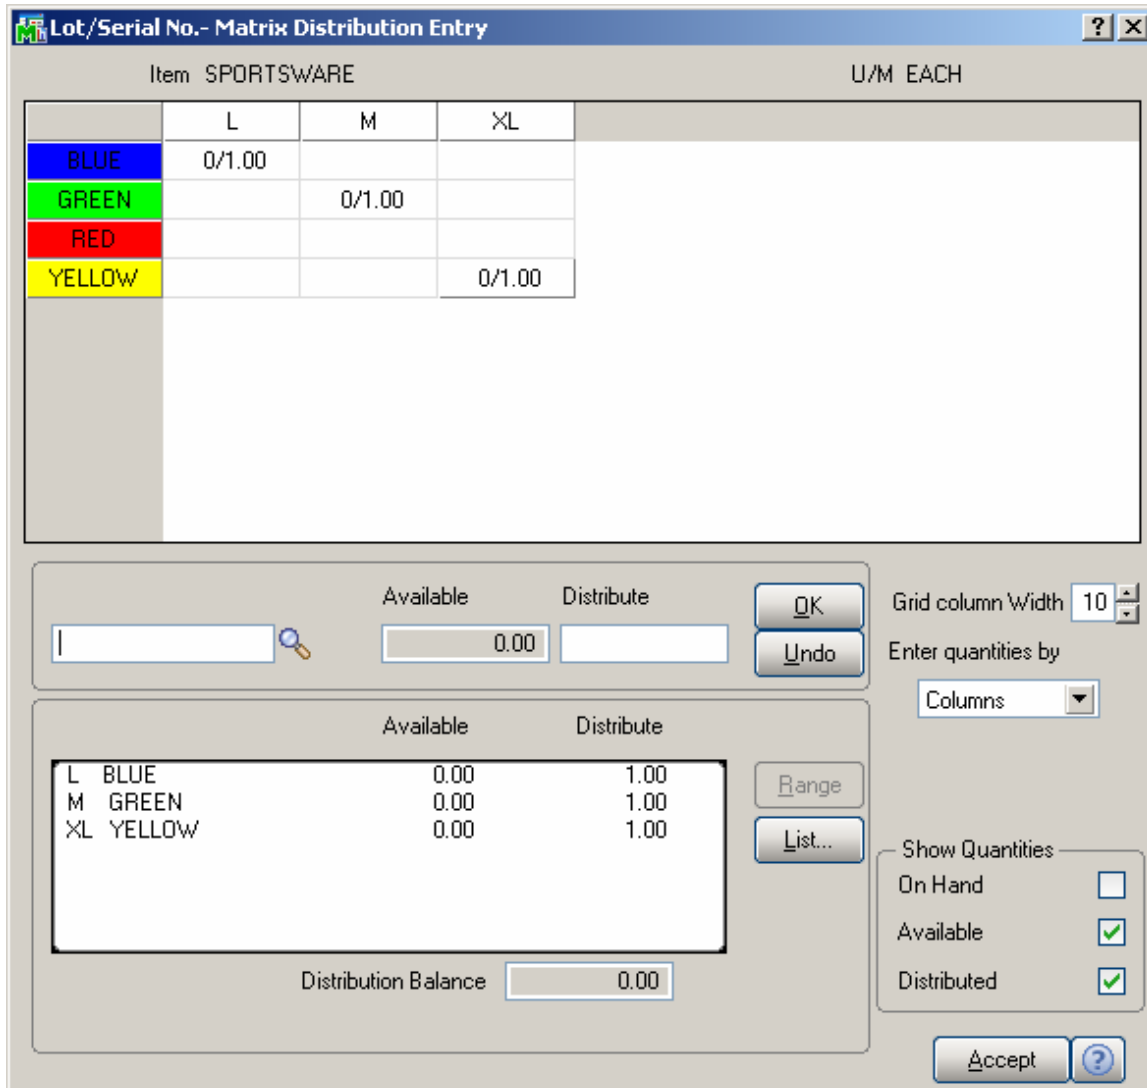 Lot/Serial No.- Matrix Distribution Entry
Item SPORTSWARE U/M EACH
L M XL
BLUE 0/1.00
GREEN 0/1.00
RED
YELLOW 0/1.00
Available Distribute
0.00
OK
Undo
Grid column Width 10
Enter quantities by
Columns
Available Distribute
L BLUE 0.00 1.00
M GREEN 0.00 1.00
XL YELLOW 0.00 1.00
Range
List...
Distribution Balance 0.00
Show Quantities
On Hand
Available
Distributed
Accept